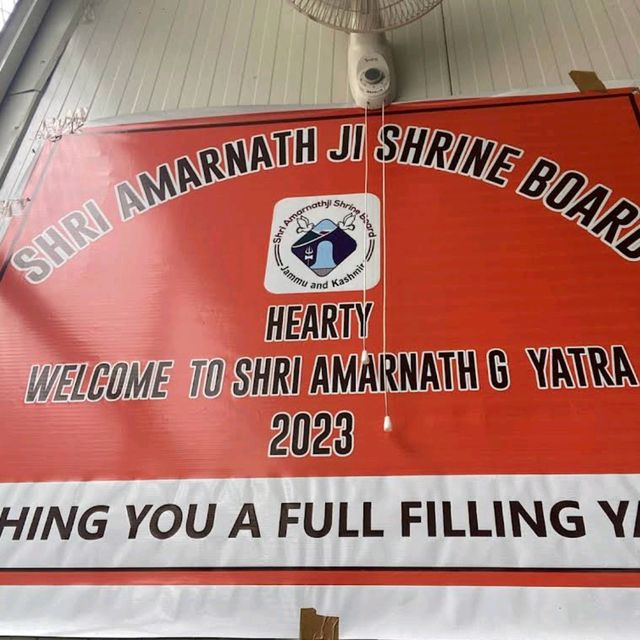 SHRI AMARNATH JI SHRINE BOARD
Shri Amarnathji Shrine board
Jammu and Kashmir
HEARTY
WELCOME TO SHRI AMARNATH G YATRA
2023
HING YOU A FULL FILLING YA